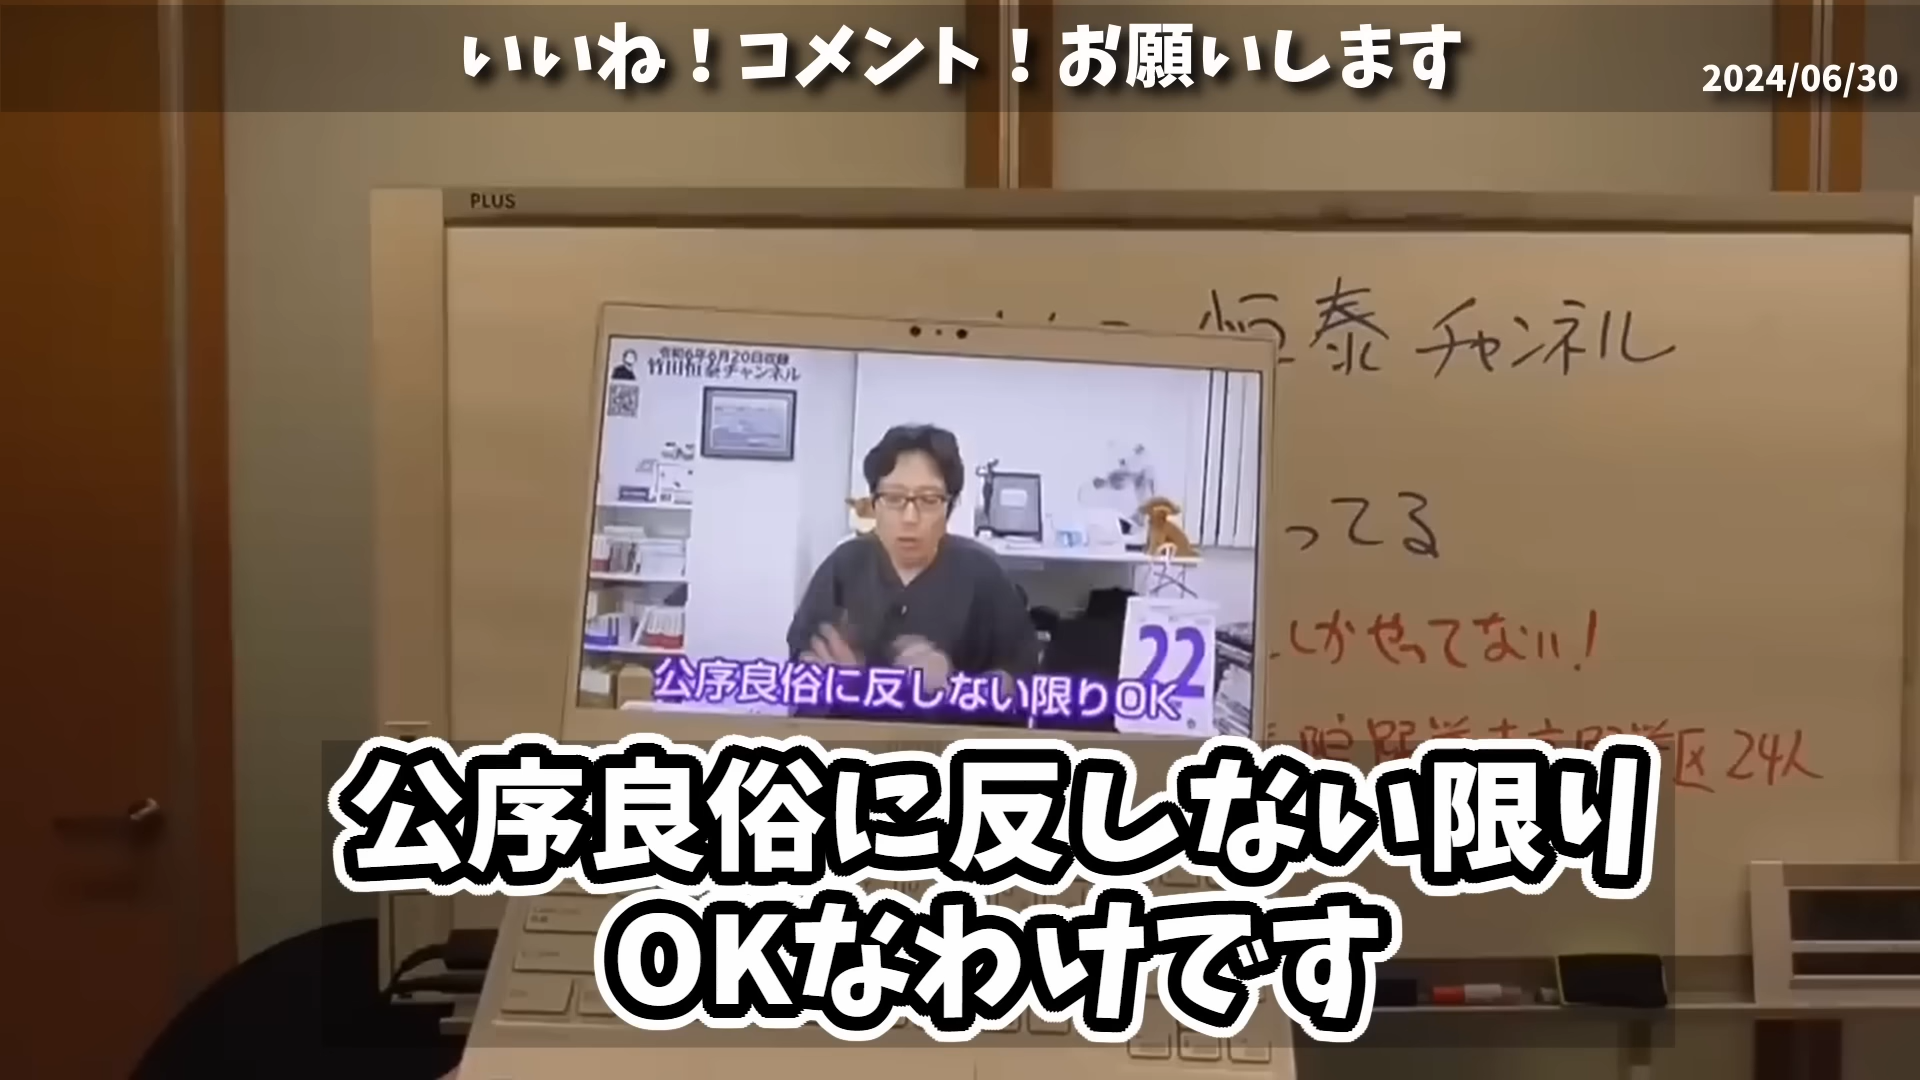 いいね！コメント！お願いします
2024/06/30
PLUS
恒泰チャンネル
令和6年6月20日収録
竹田恒泰チャンネル
ってる
しかやってない！
22
公序良俗に反しない限りOK
区24人
公序良俗に反しない限り
OKなわけです